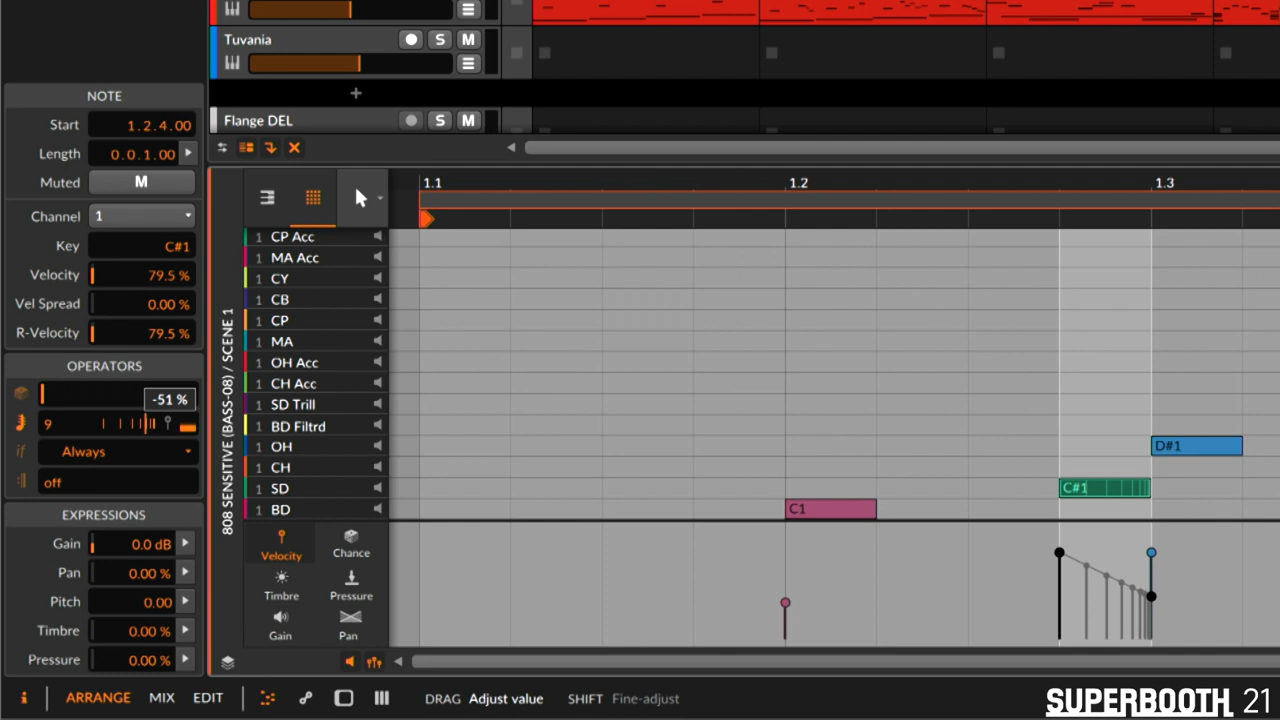 Tuvania
S
M
+
Flange DEL
S
M
NOTE
Start 1.2.4.00
Length 0.0.1.00
Muted M
Channel 1
Key C#1
Velocity 79.5 %
Vel Spread 0.00 %
R-Velocity 79.5 %
OPERATORS
-51 %
9
if Always
off
EXPRESSIONS
Gain 0.0 dB
Pan 0.00 %
Pitch 0.00
Timbre 0.00 %
Pressure 0.00 %
808 SENSITIVE (BASS-08) / SCENE 1
1.1 1.2 1.3
1 CP Acc
1 MA Acc
1 CY
1 CB
1 CP
1 MA
1 OH Acc
1 CH Acc
1 SD Trill
1 BD Filtrd
1 OH
D#1
1 CH
1 SD
C#1
1 BD
C1
Velocity Chance
Timbre Pressure
Gain Pan
i ARRANGE MIX EDIT DRAG Adjust value SHIFT Fine-adjust
SUPERBOOTH 21